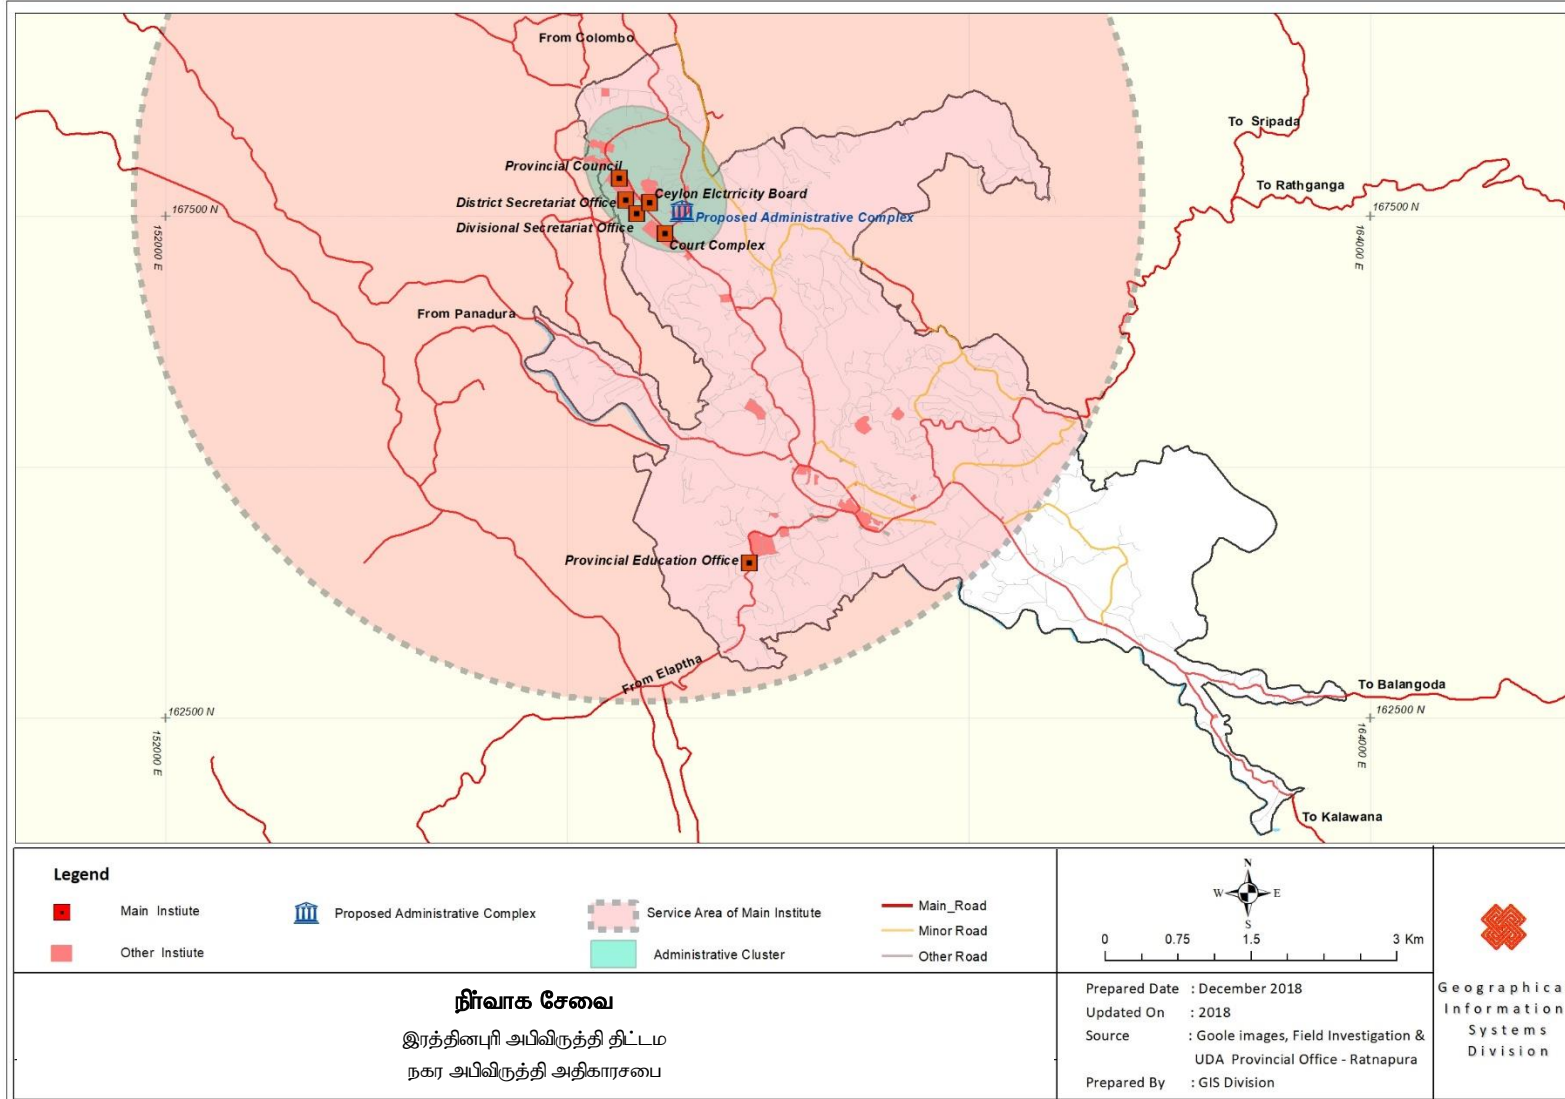 From Colombo
To Sripada
Provincial Council
To Rathganga
Ceylon Elctrricity Board
District Secretariat Office
Proposed Administrative Complex
Divisional Secretariat Office
Court Complex
167500 N
152000 E
167500 N
164000 E
From Panadura
Provincial Education Office
From Elaptha
To Balangoda
162500 N
152000 E
162500 N
164000 E
To Kalawana
Legend
Main Instiute
Other Instiute
Proposed Administrative Complex
Service Area of Main Institute
Administrative Cluster
Main_Road
Minor Road
Other Road
N
W E
S
0 0.75 1.5 3 Km
நிர்வாக சேவை
இரத்தினபுரி அபிவிருத்தி திட்டம
நகர அபிவிருத்தி அதிகாரசபை
Prepared Date : December 2018
Updated On : 2018
Source : Goole images, Field Investigation &
UDA Provincial Office - Ratnapura
Prepared By : GIS Division
Geographica
Information
Systems
Division